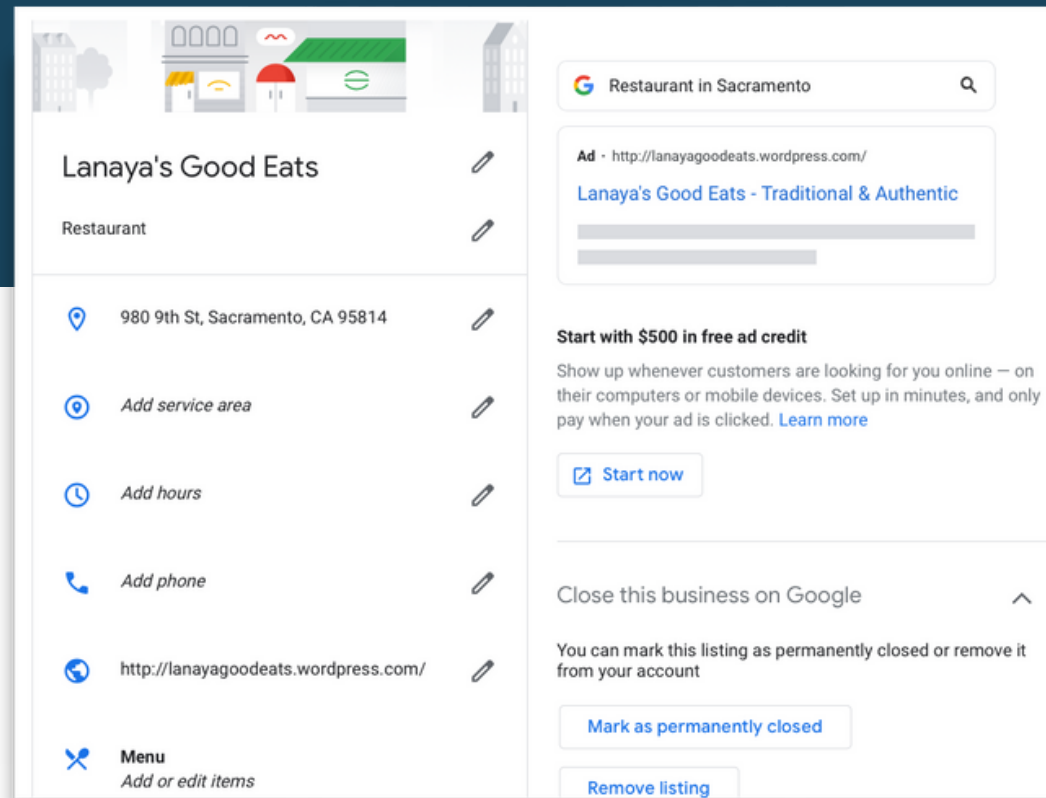 Lanaya's Good Eats
Restaurant
980 9th St, Sacramento, CA 95814
Add service area
Add hours
Add phone
http://lanayagoodeats.wordpress.com/
Menu
Add or edit items
Restaurant in Sacramento
Ad · http://lanayagoodeats.wordpress.com/
Lanaya's Good Eats - Traditional & Authentic
Start with $500 in free ad credit
Show up whenever customers are looking for you online — on
their computers or mobile devices. Set up in minutes, and only
pay when your ad is clicked. Learn more
Start now
Close this business on Google
You can mark this listing as permanently closed or remove it
from your account
Mark as permanently closed
Remove listing